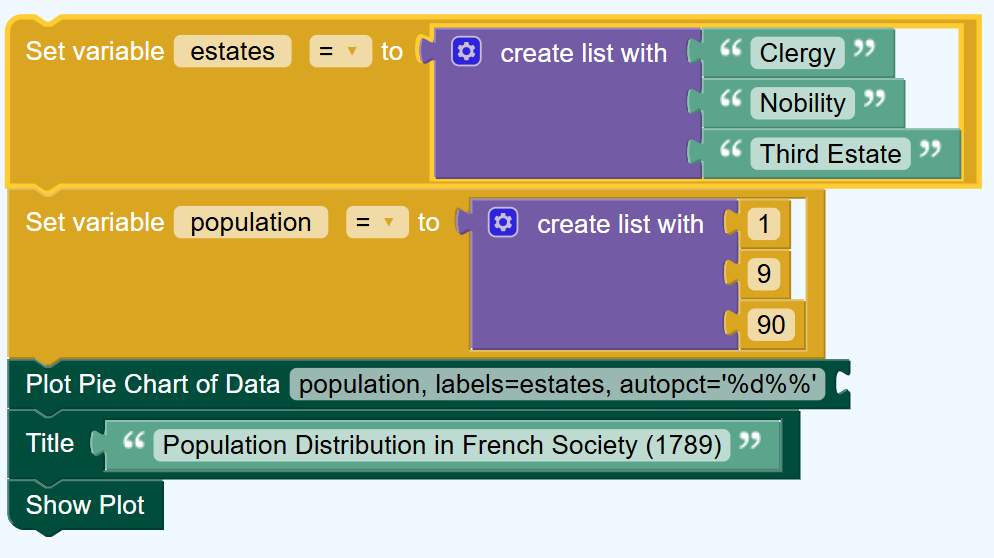 Set variable estates = to create list with “ Clergy ”
“ Nobility ”
“ Third Estate ”
Set variable population = to create list with 1
9
90
Plot Pie Chart of Data population, labels=estates, autopct='%d%%'
Title “ Population Distribution in French Society (1789) ”
Show Plot